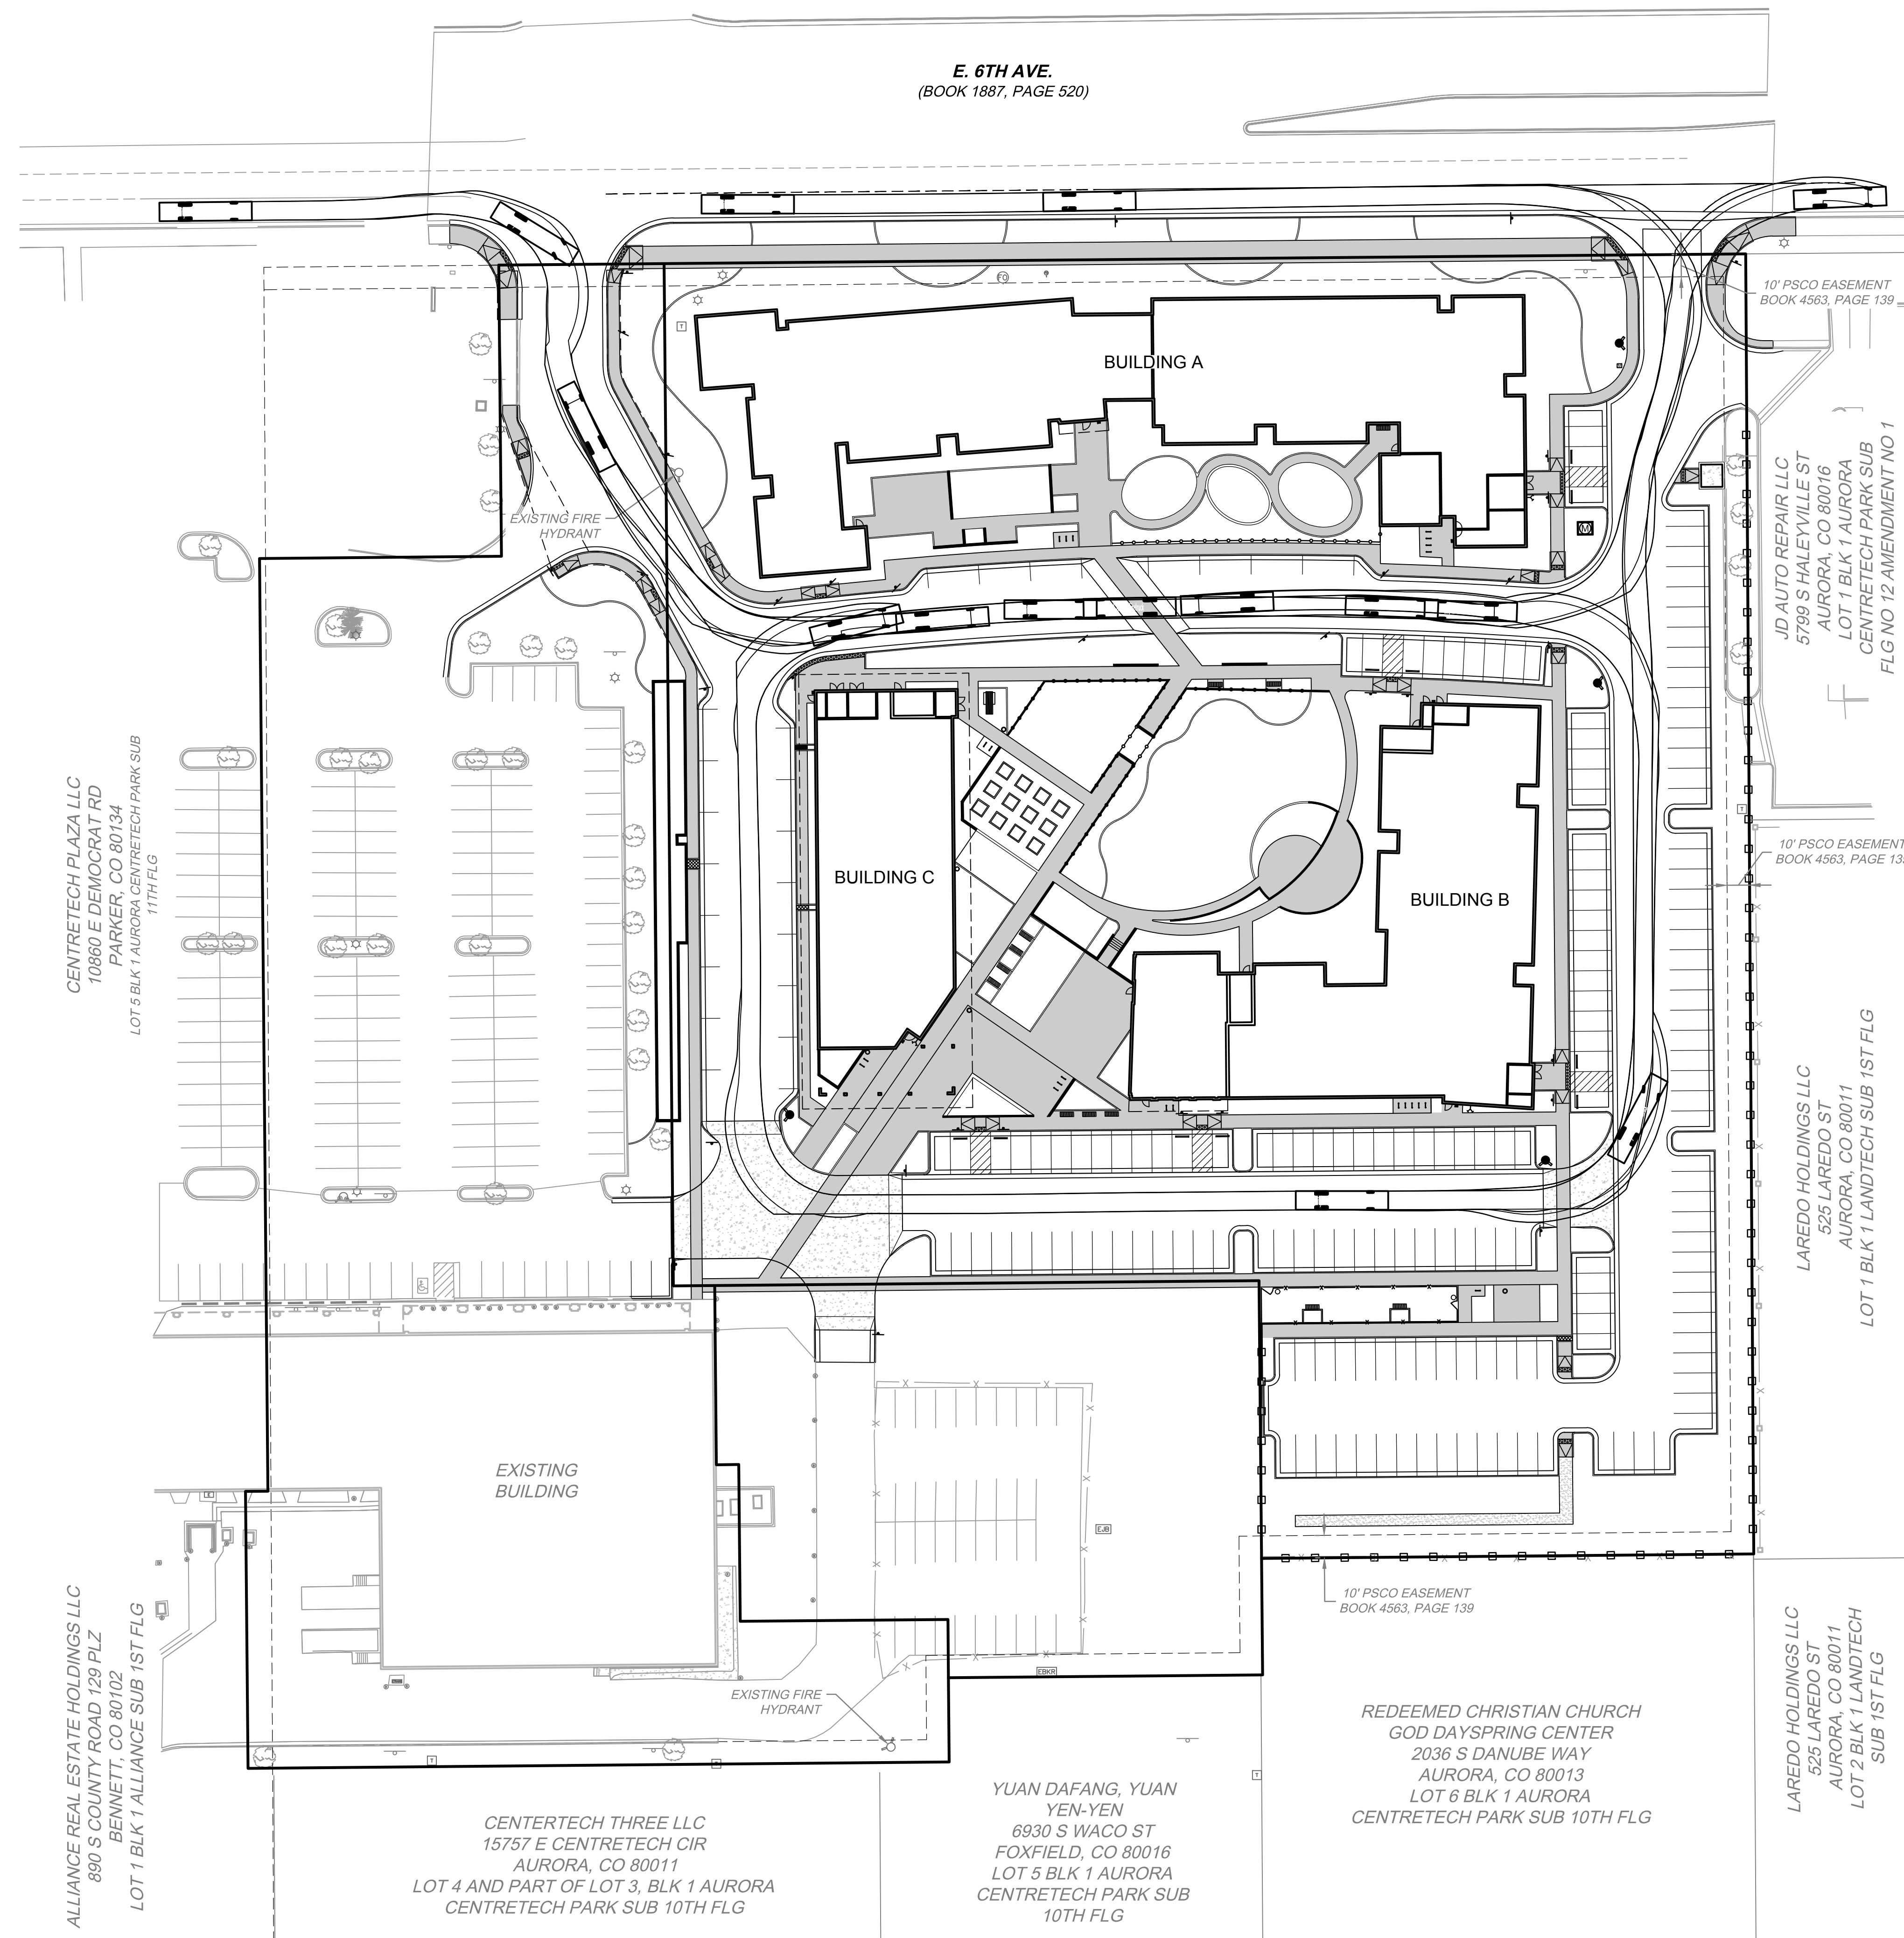 E. 6TH AVE.
(BOOK 1887, PAGE 520)
10' PSCO EASEMENT
BOOK 4563, PAGE 139
FO
T
BUILDING A
EXISTING FIRE
HYDRANT
M
JD AUTO REPAIR LLC
5799 S HALEYVILLE ST
AURORA, CO 80016
LOT 1 BLK 1 AURORA
CENTRETECH PARK SUB
FLG NO 12 AMENDMENT NO 1
CENTRETECH PLAZA LLC
10860 E DEMOCRAT RD
PARKER, CO 80134
LOT 5 BLK 1 AURORA CENTRETECH PARK SUB
11TH FLG
T
10' PSCO EASEMENT
BOOK 4563, PAGE 139
BUILDING C
BUILDING B
LAREDO HOLDINGS LLC
525 LAREDO ST
AURORA, CO 80011
LOT 1 BLK 1 LANDTECH SUB 1ST FLG
EXISTING
BUILDING
EJB
10' PSCO EASEMENT
BOOK 4563, PAGE 139
EBKR
EXISTING FIRE
HYDRANT
T
T
ALLIANCE REAL ESTATE HOLDINGS LLC
890 S COUNTY ROAD 129 PLZ
BENNETT, CO 80102
LOT 1 BLK 1 ALLIANCE SUB 1ST FLG
CENTERTECH THREE LLC
15757 E CENTRETECH CIR
AURORA, CO 80011
LOT 4 AND PART OF LOT 3, BLK 1 AURORA
CENTRETECH PARK SUB 10TH FLG
YUAN DAFANG, YUAN
YEN-YEN
6930 S WACO ST
FOXFIELD, CO 80016
LOT 5 BLK 1 AURORA
CENTRETECH PARK SUB
10TH FLG
REDEEMED CHRISTIAN CHURCH
GOD DAYSPRING CENTER
2036 S DANUBE WAY
AURORA, CO 80013
LOT 6 BLK 1 AURORA
CENTRETECH PARK SUB 10TH FLG
LAREDO HOLDINGS LLC
525 LAREDO ST
AURORA, CO 80011
LOT 2 BLK 1 LANDTECH
SUB 1ST FLG